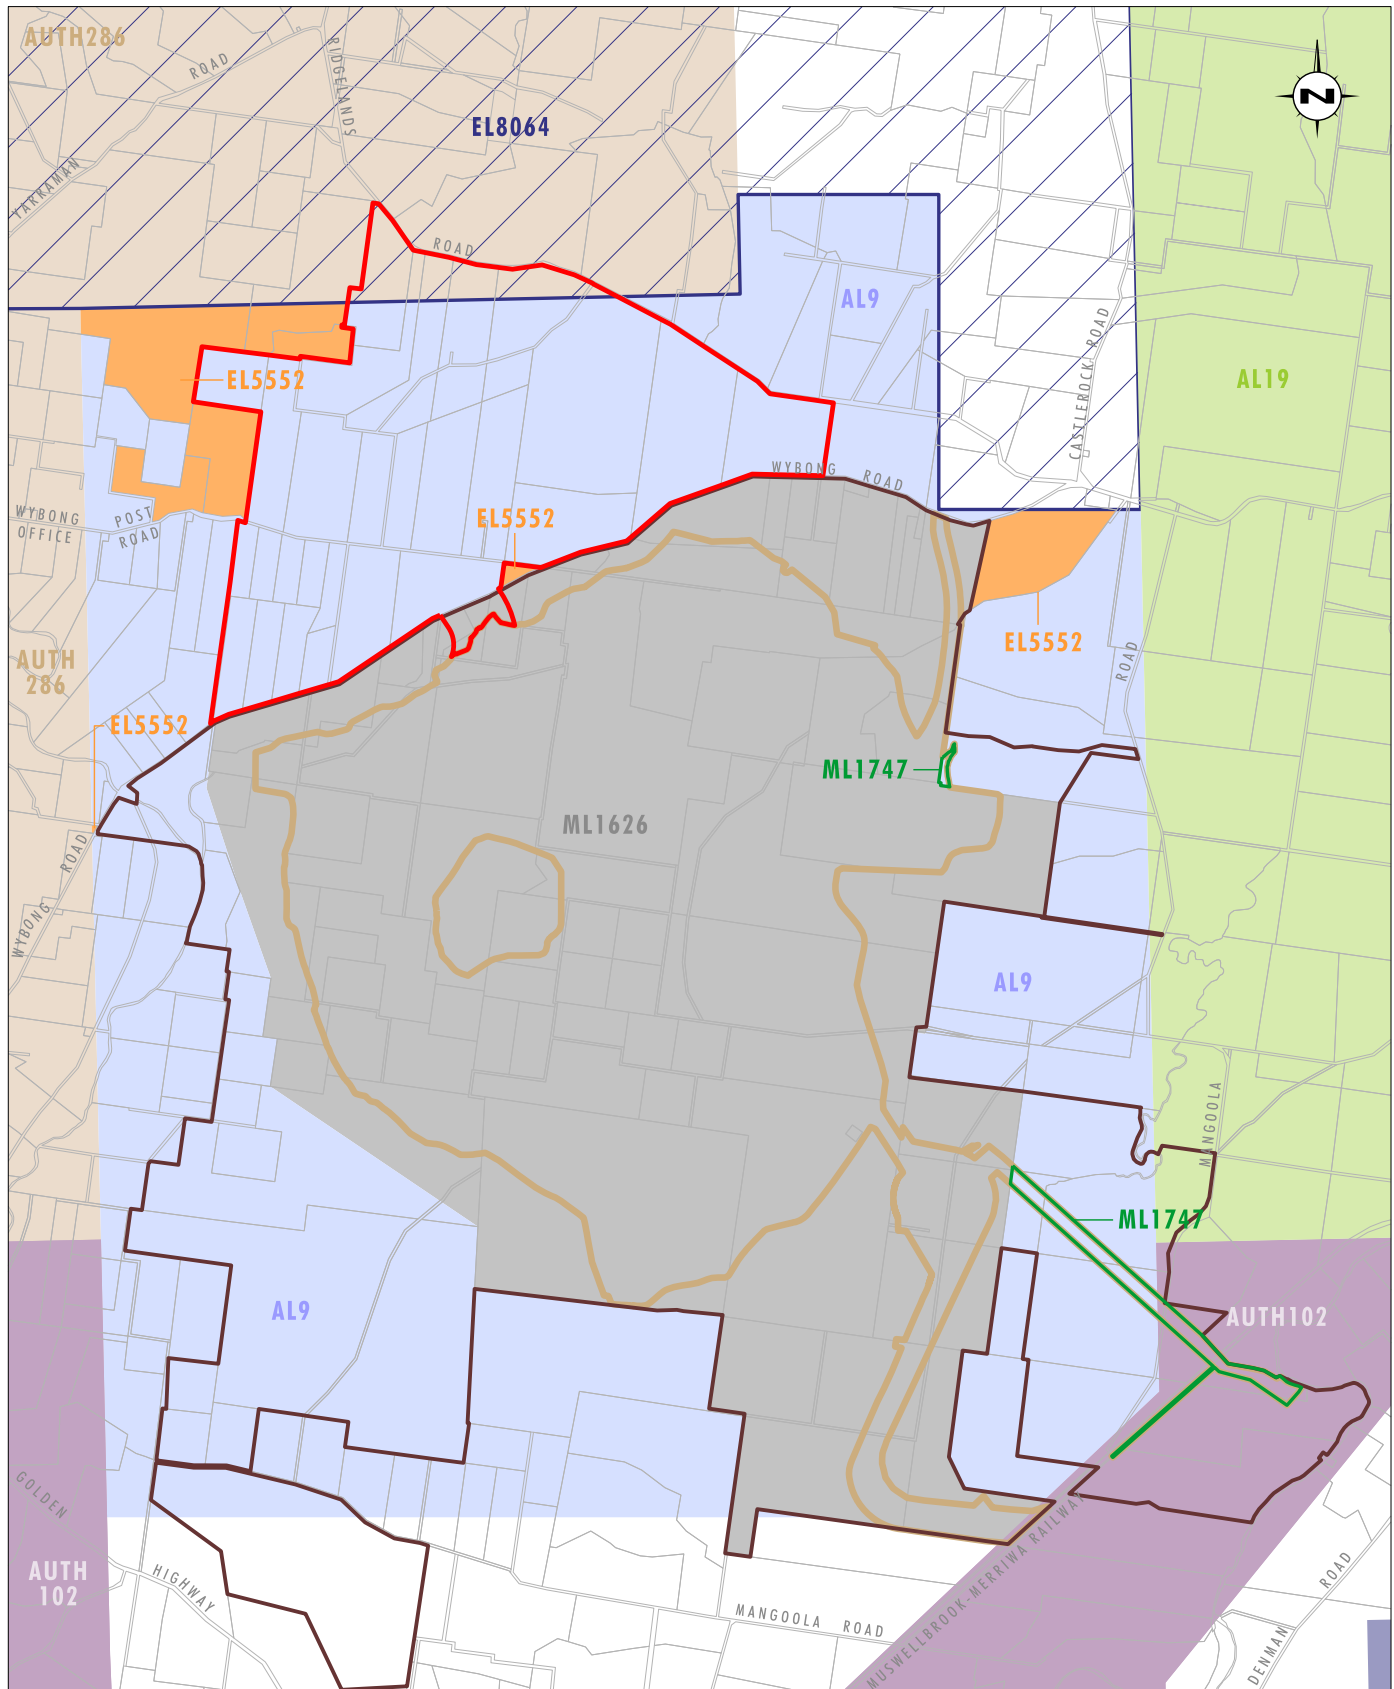 AUTH286
ROAD
RIDGELANDS
EL8064
N
YARRAMAN
ROAD
AL9
CASTLEROCK ROAD
AL19
EL5552
WYBONG ROAD
WYBONG
OFFICE
POST
ROAD
EL5552
EL5552
ROAD
AUTH
286
EL5552
ML1747
ML1626
WYBONG ROAD
AL9
MANGOOLA
ML1747
AL9
AUTH102
GOLDEN
HIGHWAY
AUTH
102
MANGOOLA ROAD
MUSWELLBROOK-MERRIWA RAILWAY
DENMAN ROAD